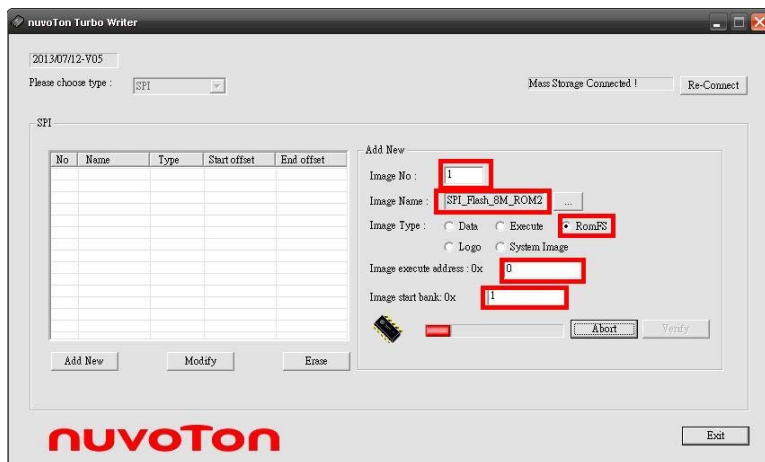 nuvoTon Turbo Writer
2013/07/12-V05
Please choose type : SPI
Mass Storage Connected ! Re-Connect
SPI
No Name Type Start offset End offset
Add New
Image No : 1
Image Name : SPI_Flash_8M_ROM2 ...
Image Type : Data Execute RomFS
Logo System Image
Image execute address : 0x 0
Image start bank: 0x 1
Abort Verify
Add New Modify Erase
nuvoTon
Exit